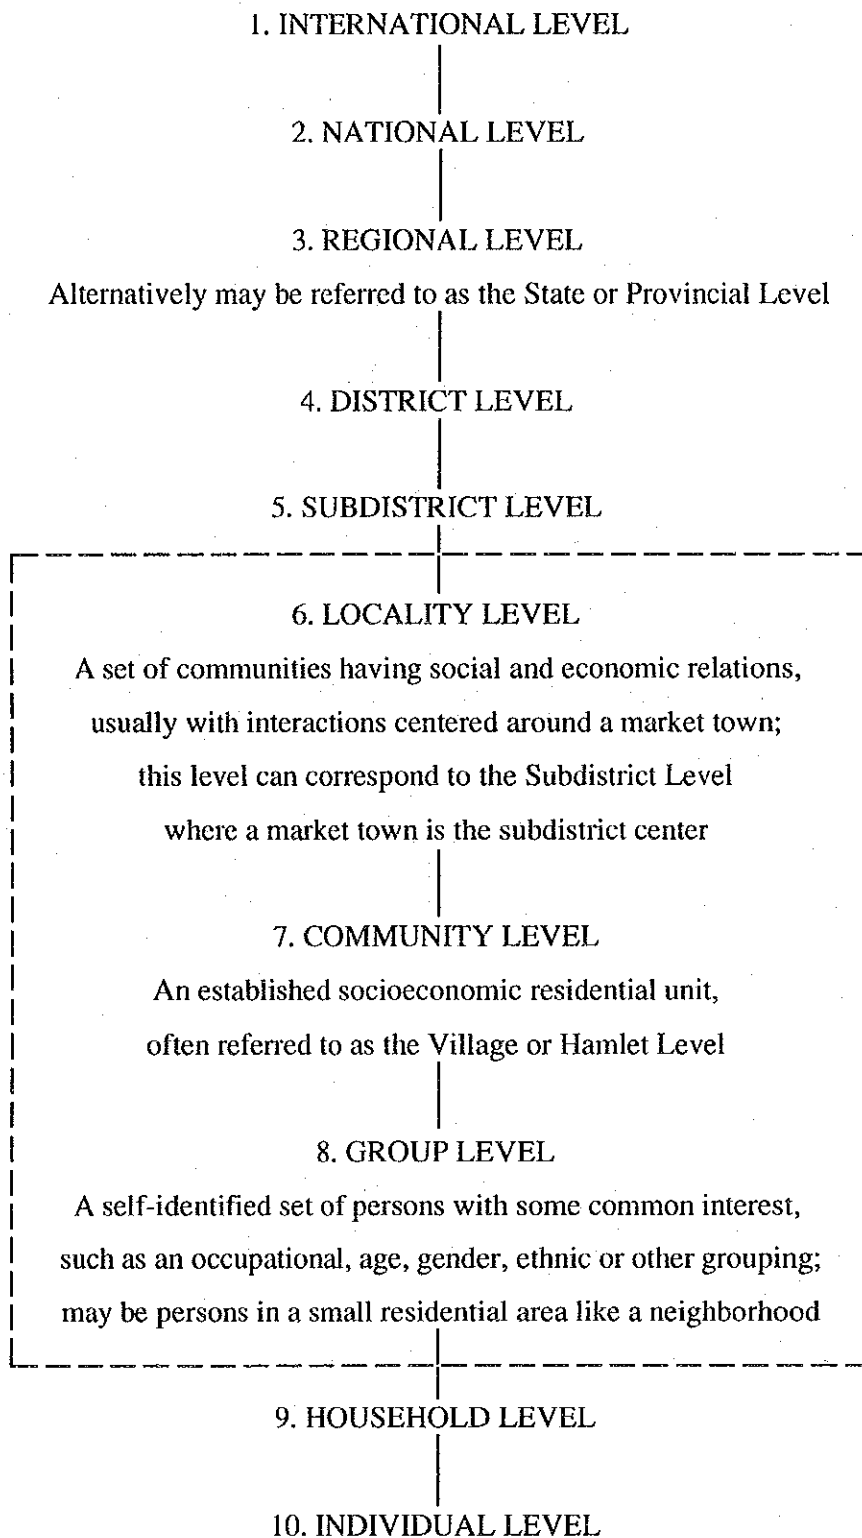 1. INTERNATIONAL LEVEL
2. NATIONAL LEVEL
3. REGIONAL LEVEL
Alternatively may be referred to as the State or Provincial Level
4. DISTRICT LEVEL
5. SUBDISTRICT LEVEL
6. LOCALITY LEVEL
A set of communities having social and economic relations,
usually with interactions centered around a market town;
this level can correspond to the Subdistrict Level
where a market town is the subdistrict center
7. COMMUNITY LEVEL
An established socioeconomic residential unit,
often referred to as the Village or Hamlet Level
8. GROUP LEVEL
A self-identified set of persons with some common interest,
such as an occupational, age, gender, ethnic or other grouping;
may be persons in a small residential area like a neighborhood
9. HOUSEHOLD LEVEL
10. INDIVIDUAL LEVEL